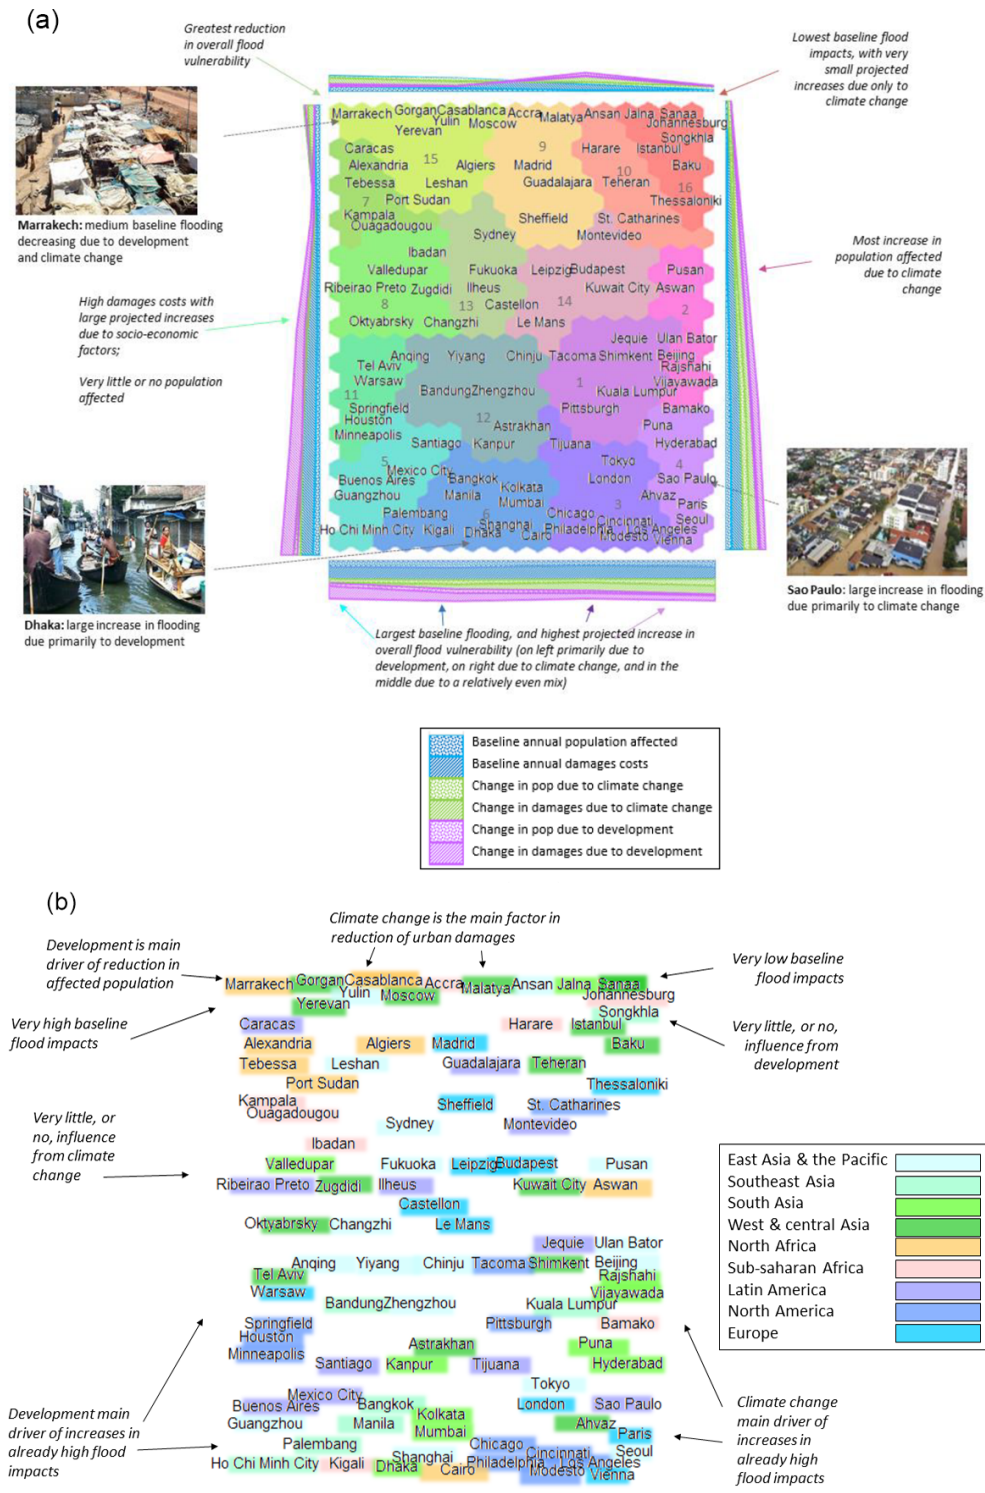 (a)
Greatest reduction
in overall flood
vulnerability
Lowest baseline flood
impacts, with very
small projected
increases due only to
climate change
Marrakech: medium baseline flooding
decreasing due to development
and climate change
High damages costs with
large projected increases
due to socio-economic
factors;
Very little or no population
affected
Most increase in
population affected
due to climate
change
Dhaka: large increase in flooding
due primarily to development
Sao Paulo: large increase in flooding
due primarily to climate change
Marrakech Gorgan Casablanca Accra Malatya Ansan Jalna Sanaa
Yerevan Yulin Moscow Johannesburg
Songkhla
Caracas 15 9 Harare Istanbul
Alexandria Algiers Madrid 10 Baku
Tebessa Leshan Guadalajara Teheran 16
7 Port Sudan Thessaloniki
Kampala Sheffield St. Catharines
Ouagadougou Sydney Montevideo
Ibadan
Valledupar Fukuoka Leipzig Budapest Pusan
Ribeirao Preto Zugdidi Ilheus Kuwait City Aswan
8 13 Castellon 14 2
Oktyabrsky Changzhi Le Mans
Jequie Ulan Bator
Anqing Yiyang Chinju Tacoma Shimkent Beijing
Tel Aviv Rajshahi
Warsaw 1 Vijayawada
11 Bandung Zhengzhou Kuala Lumpur
Springfield Pittsburgh Bamako
Houston 12 Astrakhan Puna
Minneapolis Santiago Kanpur Tijuana Hyderabad
5 Mexico City Tokyo 4
Buenos Aires Bangkok Kolkata London Sao Paulo
Guangzhou Manila Mumbai 3 Ahvaz
Palembang 6 Chicago Paris
Ho Chi Minh City Kigali Shanghai Cincinnati Seoul
Dhaka Cairo Philadelphia Los Angeles
Modesto Vienna
Largest baseline flooding, and highest projected increase in
overall flood vulnerability (on left primarily due to
development, on right due to climate change, and in the
middle due to a relatively even mix)
Baseline annual population affected
Baseline annual damages costs
Change in pop due to climate change
Change in damages due to climate change
Change in pop due to development
Change in damages due to development
(b)
Development is main
driver of reduction in
affected population
Climate change is the main factor in
reduction of urban damages
Very low baseline
flood impacts
Very high baseline
flood impacts
Very little, or no,
influence from
development
Very little, or
no, influence
from climate
change
Marrakech Gorgan Casablanca Accra Malatya Ansan Jalna Sanaa
Yerevan Yulin Moscow Johannesburg
Songkhla
Caracas Harare Istanbul
Alexandria Algiers Madrid Baku
Tebessa Leshan Guadalajara Teheran
Port Sudan Thessaloniki
Kampala Sheffield St. Catharines
Ouagadougou Sydney Montevideo
Ibadan
Valledupar Fukuoka Leipzig Budapest Pusan
Ribeirao Preto Zugdidi Ilheus Kuwait City Aswan
Castellon
Oktyabrsky Changzhi Le Mans
Jequie Ulan Bator
Anqing Yiyang Chinju Tacoma Shimkent Beijing
Tel Aviv Rajshahi
Warsaw Vijayawada
Bandung Zhengzhou Kuala Lumpur
Springfield Pittsburgh Bamako
Houston Astrakhan Puna
Minneapolis
Santiago Kanpur Tijuana Hyderabad
Tokyo
Mexico City
Buenos Aires Bangkok London Sao Paulo
Guangzhou Manila Kolkata Ahvaz
Mumbai Paris
Palembang Chicago Seoul
Ho Chi Minh City Kigali Shanghai Cincinnati
Dhaka Cairo Philadelphia Los Angeles
Modesto Vienna
East Asia & the Pacific
Southeast Asia
South Asia
West & central Asia
North Africa
Sub-saharan Africa
Latin America
North America
Europe
Development main
driver of increases in
already high flood
impacts
Climate change
main driver of
increases in
already high
flood impacts